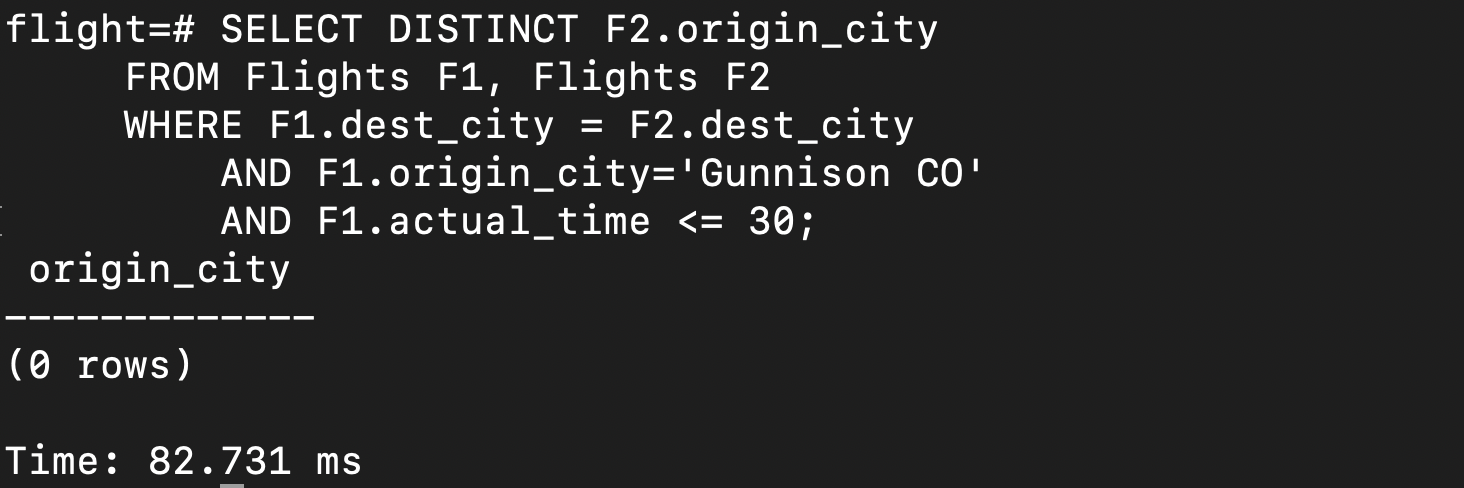 flight=# SELECT DISTINCT F2.origin_city
FROM Flights F1, Flights F2
WHERE F1.dest_city = F2.dest_city
AND F1.origin_city='Gunnison CO'
AND F1.actual_time <= 30;
origin_city
-------------
(0 rows)
Time: 82.731 ms